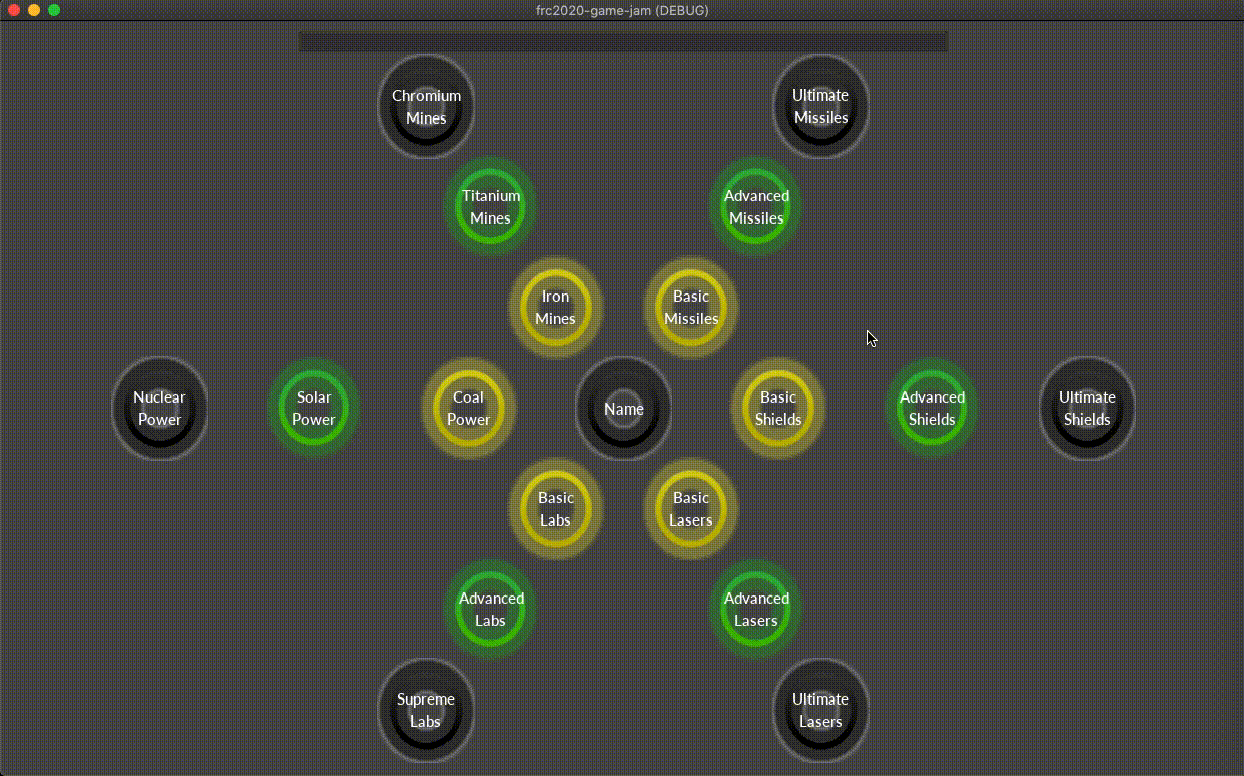 frc2020-game-jam (DEBUG)
Chromium
Mines
Ultimate
Missiles
Titanium
Mines
Advanced
Missiles
Iron
Mines
Basic
Missiles
Nuclear
Power
Solar
Power
Coal
Power
Name
Basic
Shields
Advanced
Shields
Ultimate
Shields
Basic
Labs
Basic
Lasers
Advanced
Labs
Advanced
Lasers
Supreme
Labs
Ultimate
Lasers